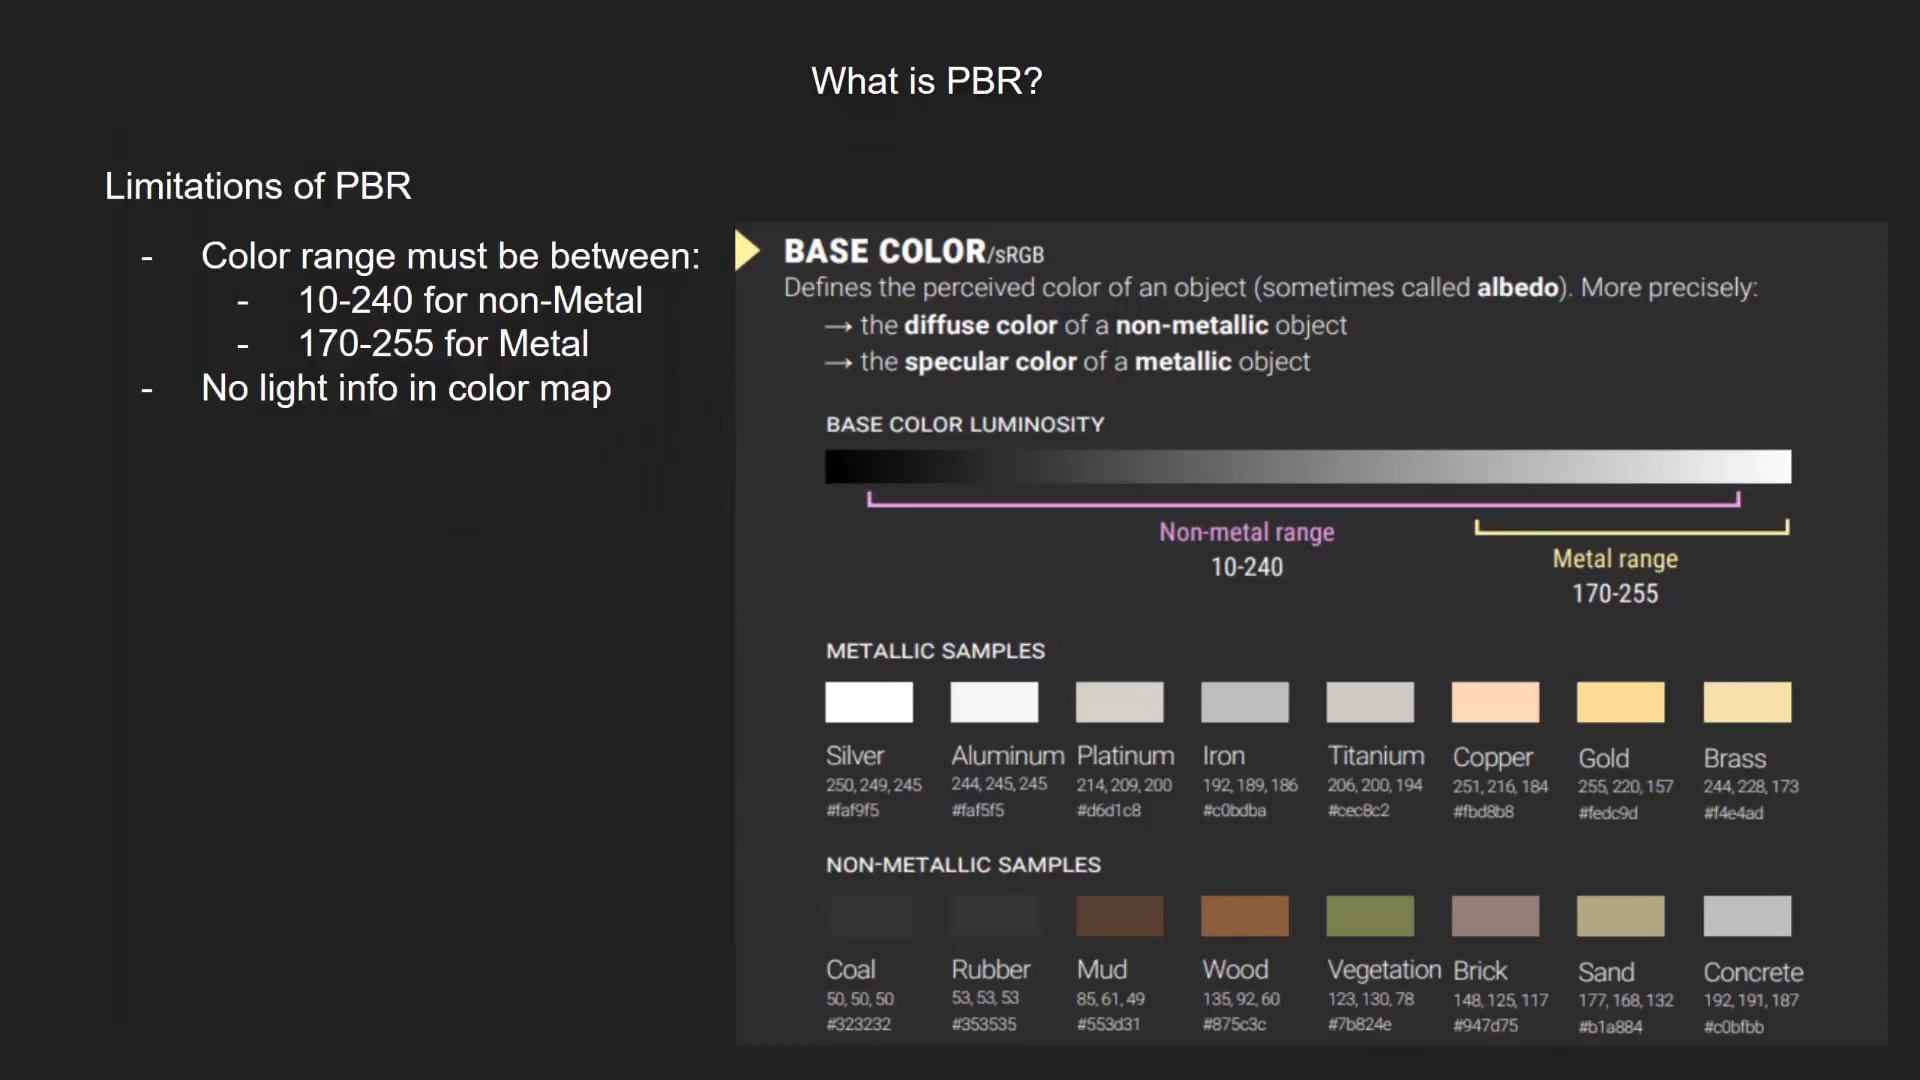 What is PBR?
Limitations of PBR
- Color range must be between:
- 10-240 for non-Metal
- 170-255 for Metal
- No light info in color map
BASE COLOR/sRGB
Defines the perceived color of an object (sometimes called albedo). More precisely:
→ the diffuse color of a non-metallic object
→ the specular color of a metallic object
BASE COLOR LUMINOSITY
Non-metal range
10-240
Metal range
170-255
METALLIC SAMPLES
Silver Aluminum Platinum Iron Titanium Copper Gold Brass
250, 249, 245 244, 245, 245 214, 209, 200 192, 189, 186 206, 200, 194 251, 216, 184 255, 220, 157 244, 228, 173
#faf9f5 #faf5f5 #d6d1c8 #c0bdba #cec8c2 #fbd8b8 #fedc9d #f4e4ad
NON-METALLIC SAMPLES
Coal Rubber Mud Wood Vegetation Brick Sand Concrete
50, 50, 50 53, 53, 53 85, 61, 49 135, 92, 60 123, 130, 78 148, 125, 117 177, 168, 132 192, 191, 187
#323232 #353535 #553d31 #875c3c #7b824e #947d75 #b1a884 #c0bfbb